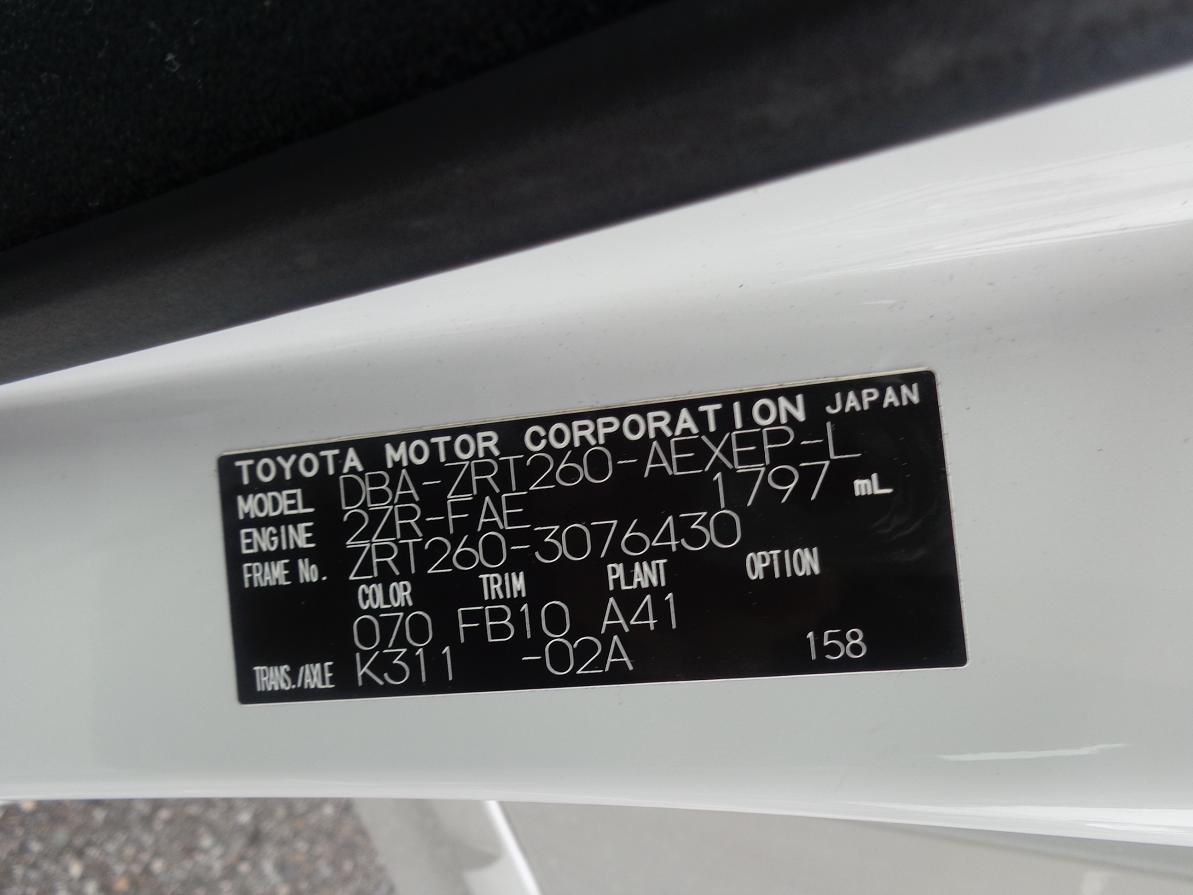 TOYOTA MOTOR CORPORATION JAPAN
MODEL DBA-ZRT260-AEXEP-L
ENGINE 2ZR-FAE 1797 mL
FRAME No. ZRT260-3076430
COLOR TRIM PLANT OPTION
070 FB10 A41
TRANS./AXLE K311 -02A 158